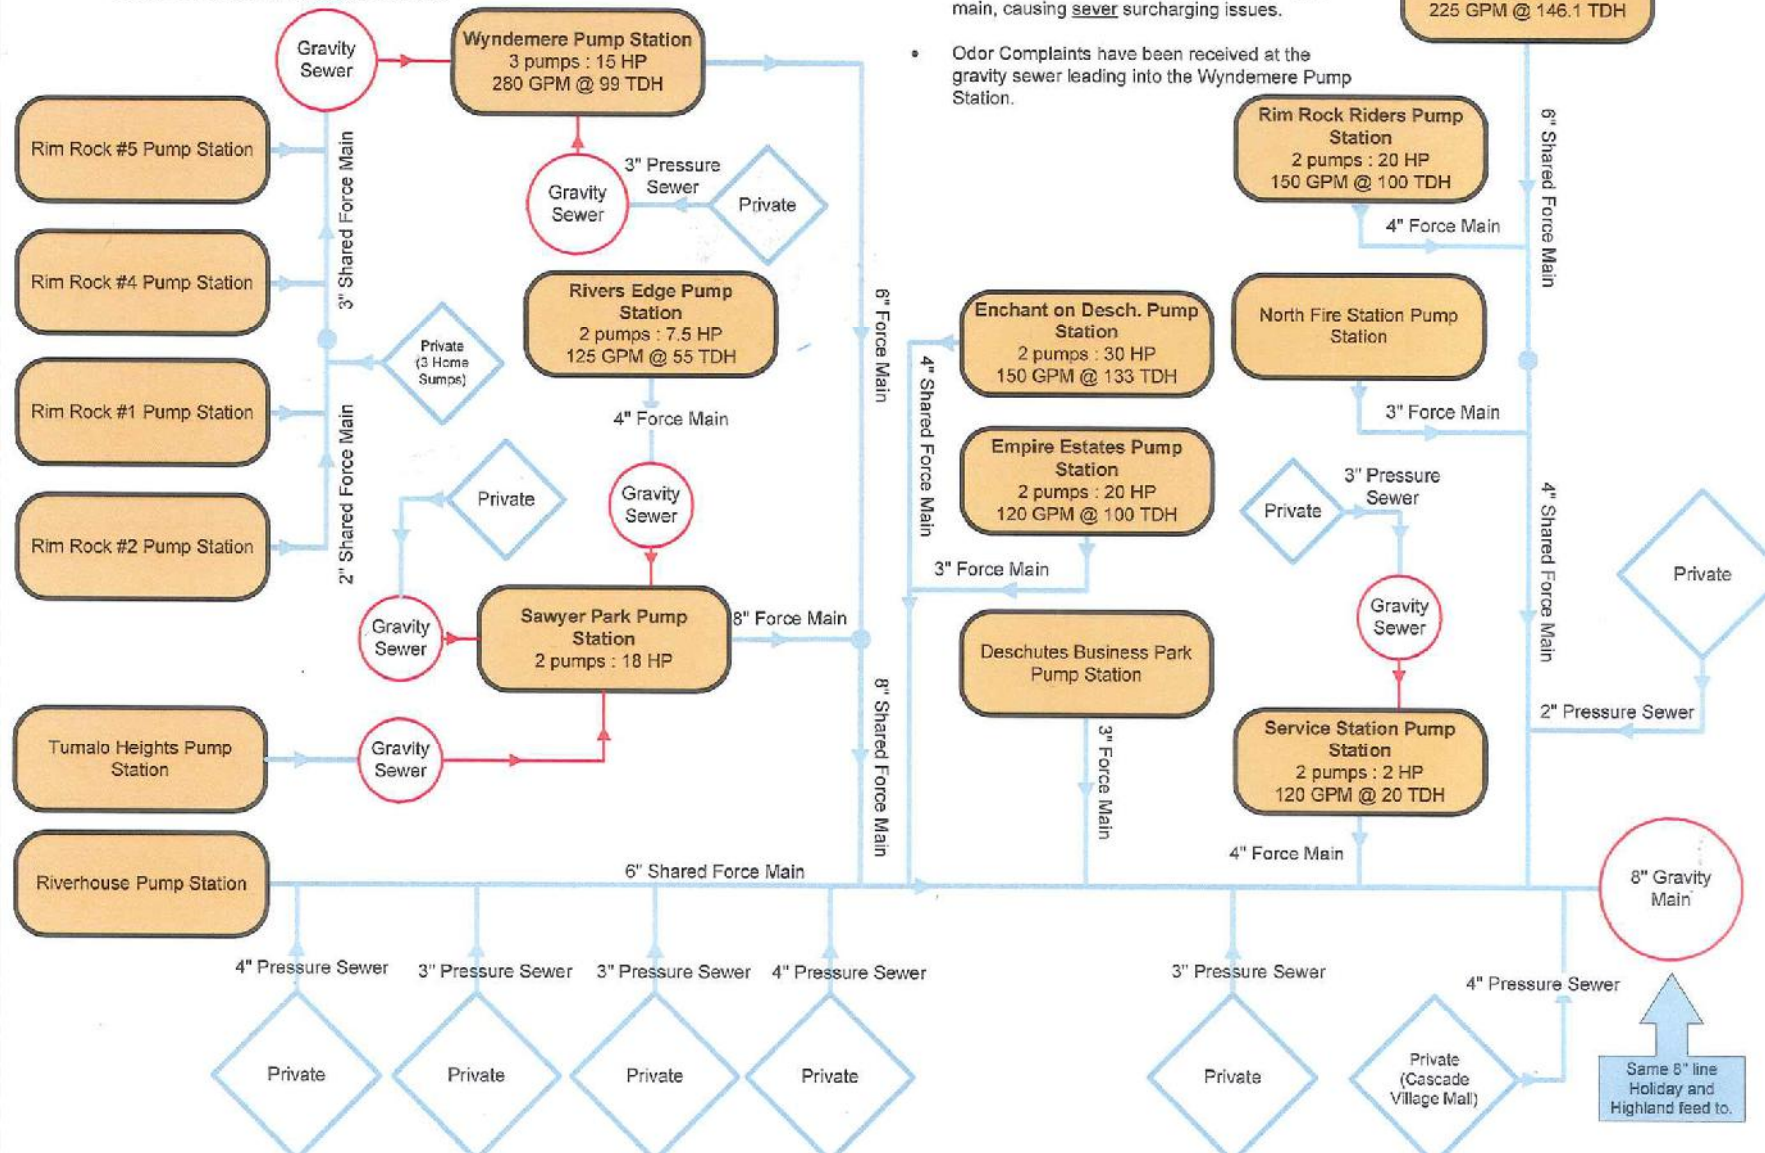 main, causing sever surcharging issues.
• Odor Complaints have been received at the
gravity sewer leading into the Wyndemere Pump
Station.
225 GPM @ 146.1 TDH
Gravity
Sewer
Wyndemere Pump Station
3 pumps : 15 HP
280 GPM @ 99 TDH
Rim Rock #5 Pump Station
3" Shared Force Main
Gravity
Sewer
3" Pressure
Sewer
Private
Rim Rock Riders Pump
Station
2 pumps : 20 HP
150 GPM @ 100 TDH
4" Force Main
6" Shared Force Main
Rim Rock #4 Pump Station
Rivers Edge Pump
Station
2 pumps : 7.5 HP
125 GPM @ 55 TDH
6" Force Main
Enchant on Desch. Pump
Station
2 pumps : 30 HP
150 GPM @ 133 TDH
North Fire Station Pump
Station
3" Force Main
Private
(3 Home
Sumps)
Rim Rock #1 Pump Station
4" Force Main
4" Shared Force Main
Empire Estates Pump
Station
2 pumps : 20 HP
120 GPM @ 100 TDH
3" Force Main
Private
3" Pressure
Sewer
4" Shared Force Main
Private
Rim Rock #2 Pump Station
2" Shared Force Main
Private
Gravity
Sewer
Gravity
Sewer
Sawyer Park Pump
Station
2 pumps : 18 HP
8" Force Main
Deschutes Business Park
Pump Station
3" Force Main
Gravity
Sewer
2" Pressure Sewer
Service Station Pump
Station
2 pumps : 2 HP
120 GPM @ 20 TDH
4" Force Main
Tumalo Heights Pump
Station
Gravity
Sewer
8" Shared Force Main
Riverhouse Pump Station
6" Shared Force Main
8" Gravity
Main
4" Pressure Sewer
3" Pressure Sewer
3" Pressure Sewer
4" Pressure Sewer
3" Pressure Sewer
4" Pressure Sewer
Private
Private
Private
Private
Private
Private
(Cascade
Village Mall)
Same 8" line
Holiday and
Highland feed to.